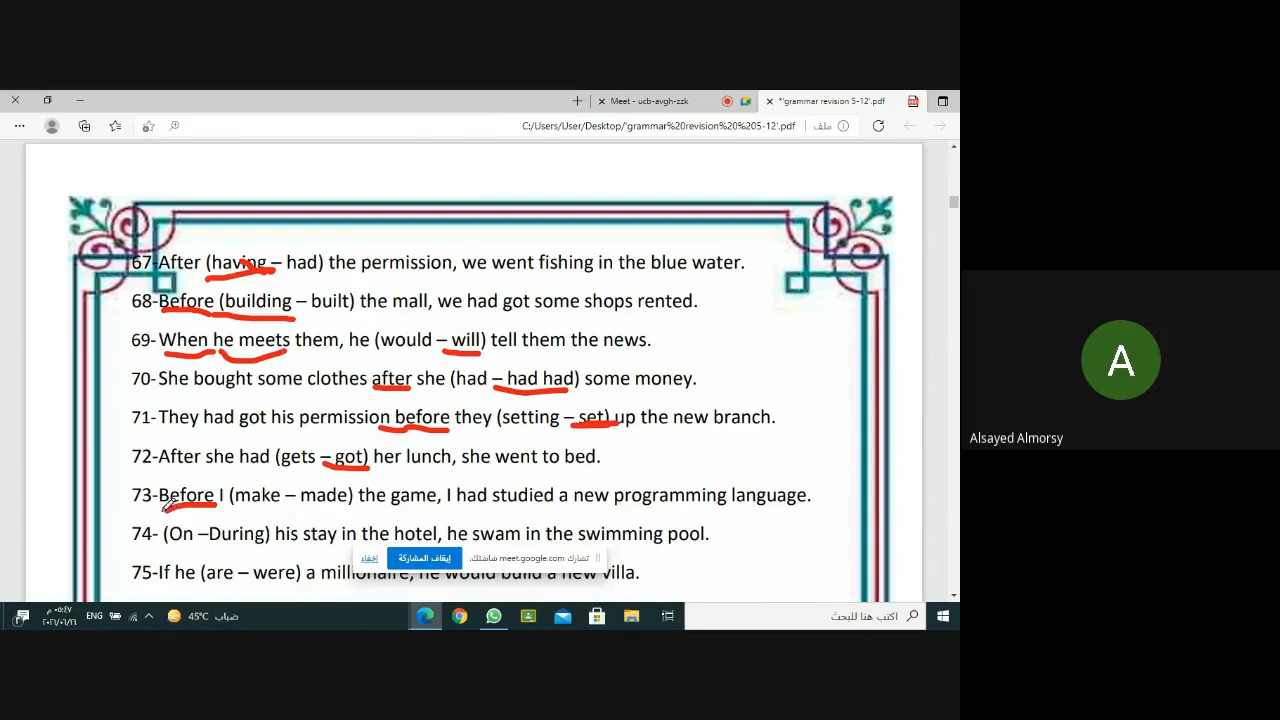 Meet - ucb-avgh-zzk
*'grammar revision 5-12'.pdf
C:/Users/User/Desktop/'grammar%20revision%20%205-12'.pdf
ملف
67-After (having – had) the permission, we went fishing in the blue water.
68-Before (building – built) the mall, we had got some shops rented.
69-When he meets them, he (would – will) tell them the news.
70-She bought some clothes after she (had – had had) some money.
71-They had got his permission before they (setting – set) up the new branch.
72-After she had (gets – got) her lunch, she went to bed.
73-Before I (make – made) the game, I had studied a new programming language.
74- (On –During) his stay in the hotel, he swam in the swimming pool.
تشارك meet.google.com شاشتك.
إيقاف المشاركة
إخفاء
75-If he (are – were) a millionaire, he would build a new villa.
A
Alsayed Almorsy
٠٥:٤٧ م
ENG
45°C ضباب
اكتب هنا للبحث